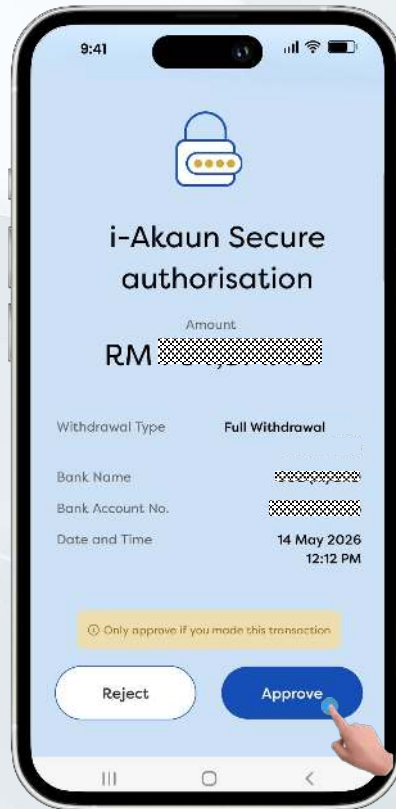 9:41
i-Akaun Secure
authorisation
Amount
RM
Withdrawal Type Full Withdrawal
Bank Name
Bank Account No.
Date and Time 14 May 2026
12:12 PM
Only approve if you made this transaction
Reject Approve